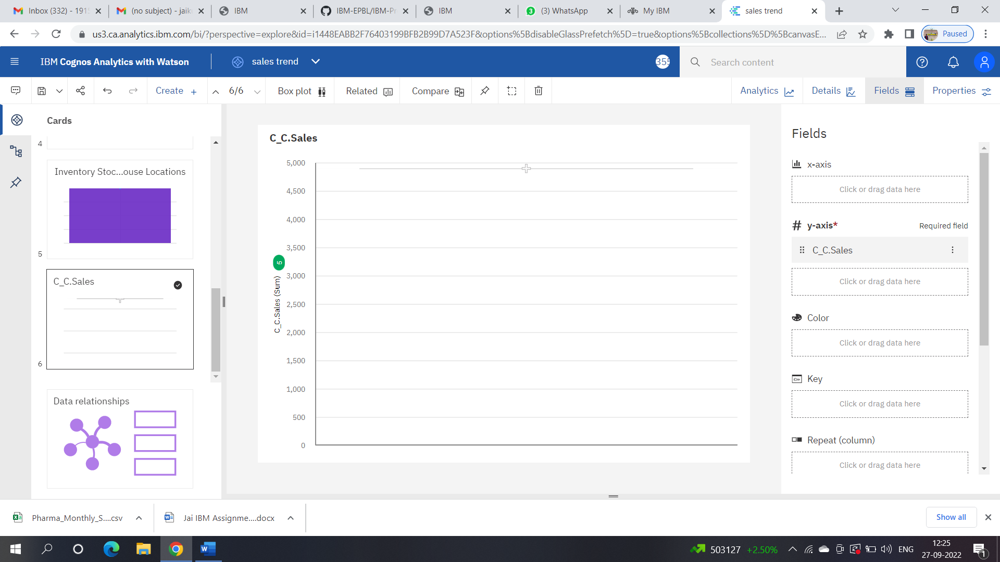 Inbox (332) - 1915
(no subject) - jaiku
IBM
IBM-EPBL/IBM-Pr
IBM
(3) WhatsApp
My IBM
sales trend
us3.ca.analytics.ibm.com/bi/?perspective=explore&id=i1448EABB2F76403199BFB2B99D7A523F&options%5BdisableGlassPrefetch%5D=true&options%5Bcollections%5D%5BcanvasE...
Paused
IBM Cognos Analytics with Watson
sales trend
355
Search content
Create
6/6
Box plot
Related
Compare
Analytics
Details
Fields
Properties
Cards
4
Inventory Stoc...ouse Locations
5
C_C.Sales
6
Data relationships
C_C.Sales
5,000
4,500
4,000
3,500
3,000
2,500
2,000
1,500
1,000
500
0
C_C.Sales (Sum)
5
Fields
x-axis
Click or drag data here
y-axis*
Required field
C_C.Sales
Click or drag data here
Color
Click or drag data here
Key
Click or drag data here
Repeat (column)
Click or drag data here
Pharma_Monthly_S....csv
Jai IBM Assignme....docx
Show all
503127 +2.50%
ENG
12:25
27-09-2022
1